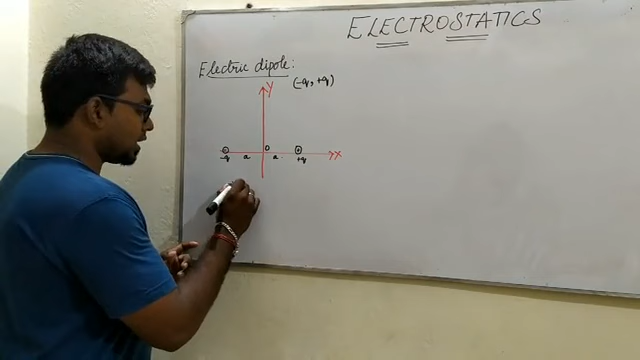 ELECTROSTATICS
Electric dipole:
(-q, +q)
Y
O
X
-q a a +q